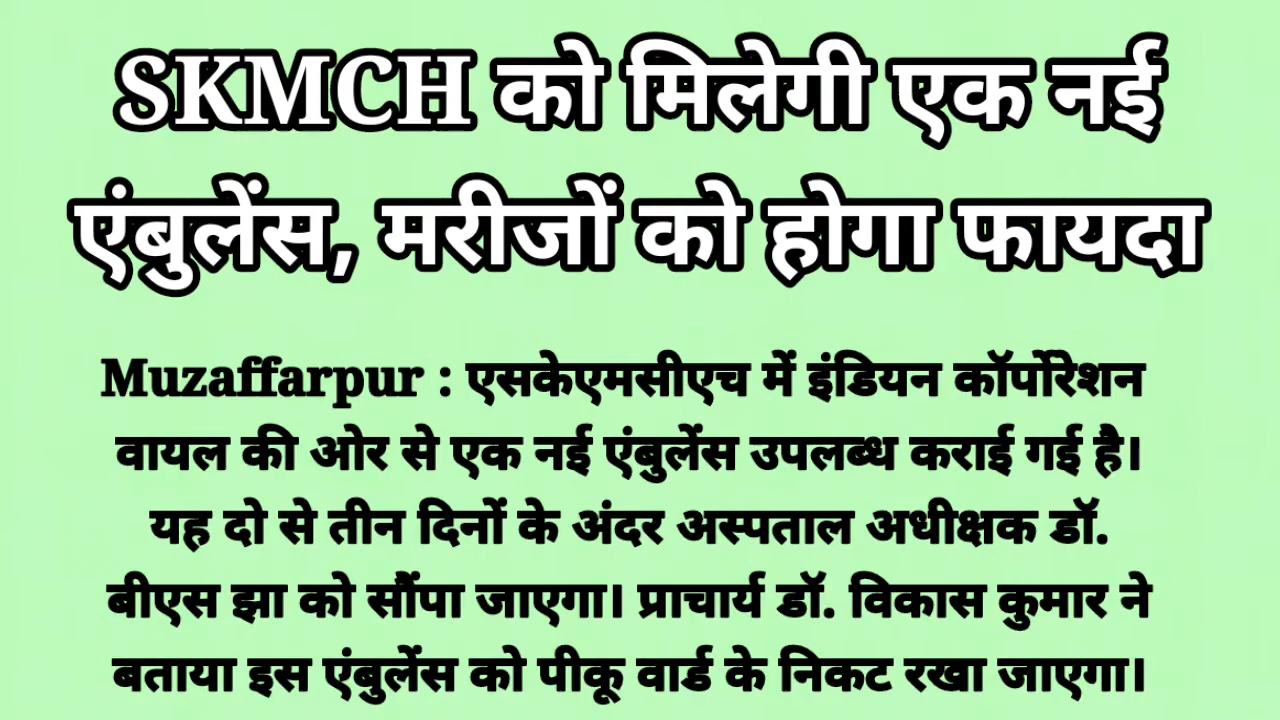 SKMCH को मिलेगी एक नई
एंबुलेंस, मरीजों को होगा फायदा
Muzaffarpur : एसकेएमसीएच में इंडियन कॉर्पोरेशन
वायल की ओर से एक नई एंबुलेंस उपलब्ध कराई गई है।
यह दो से तीन दिनों के अंदर अस्पताल अधीक्षक डॉ.
बीएस झा को सौंपा जाएगा। प्राचार्य डॉ. विकास कुमार ने
बताया इस एंबुलेंस को पीकू वार्ड के निकट रखा जाएगा।